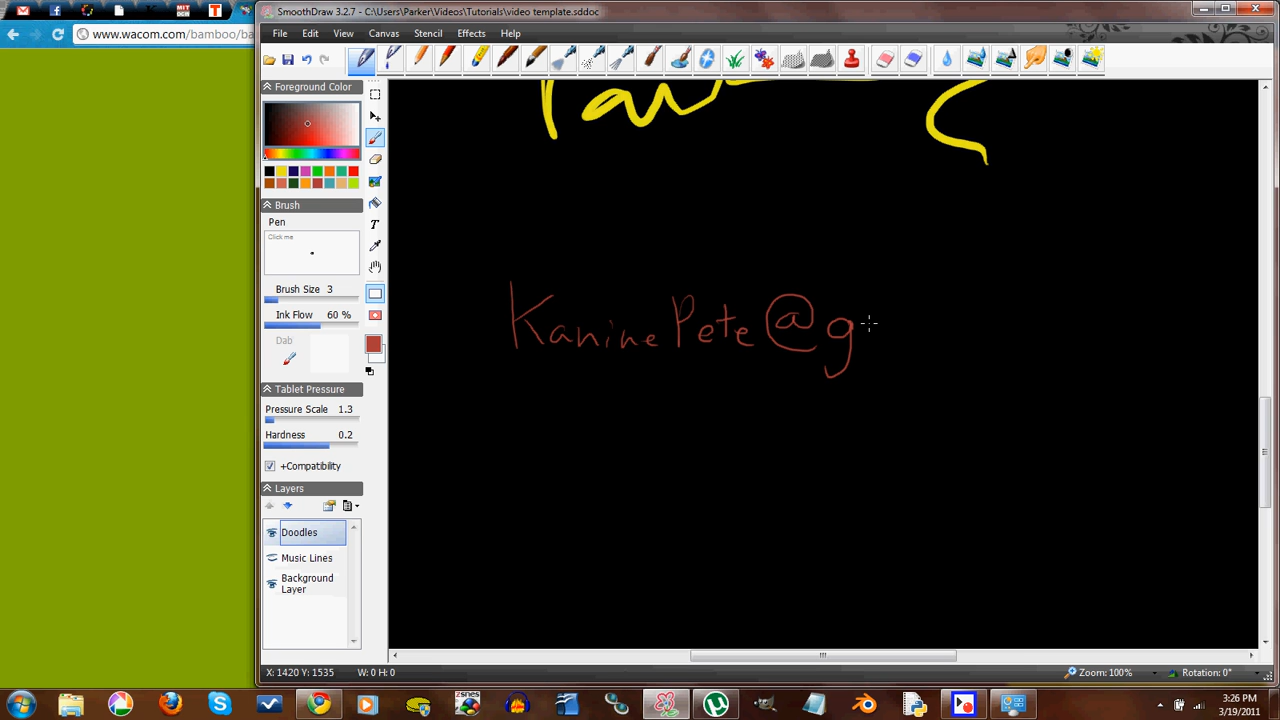 SmoothDraw 3.2.7 - C:\Users\Parker\Videos\Tutorials\video template.sddoc
www.wacom.com/bamboo/ba
File Edit View Canvas Stencil Effects Help
Foreground Color
Brush
Pen
Click me
Brush Size 3
Ink Flow 60 %
Dab
Tablet Pressure
Pressure Scale 1.3
Hardness 0.2
+Compatibility
Layers
Doodles
Music Lines
Background
Layer
KaninePete@g
X: 1420 Y: 1535 W: 0 H: 0
Zoom: 100% Rotation: 0°
3:26 PM
3/19/2011